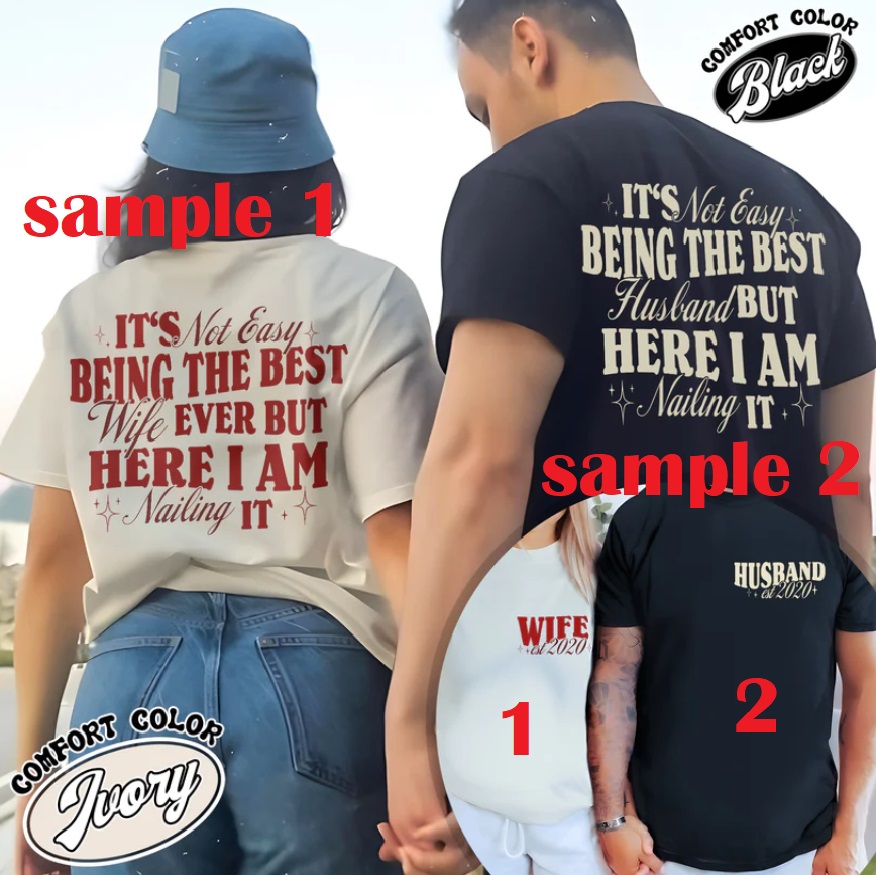 COMFORT COLOR
Black
sample 1
IT'S Not Easy
BEING THE BEST
Wife EVER BUT
HERE I AM
Nailing IT
IT'S Not Easy
BEING THE BEST
Husband BUT
HERE I AM
Nailing IT
sample 2
WIFE
est 2020
1
HUSBAND
est 2020
2
COMFORT COLOR
Ivory